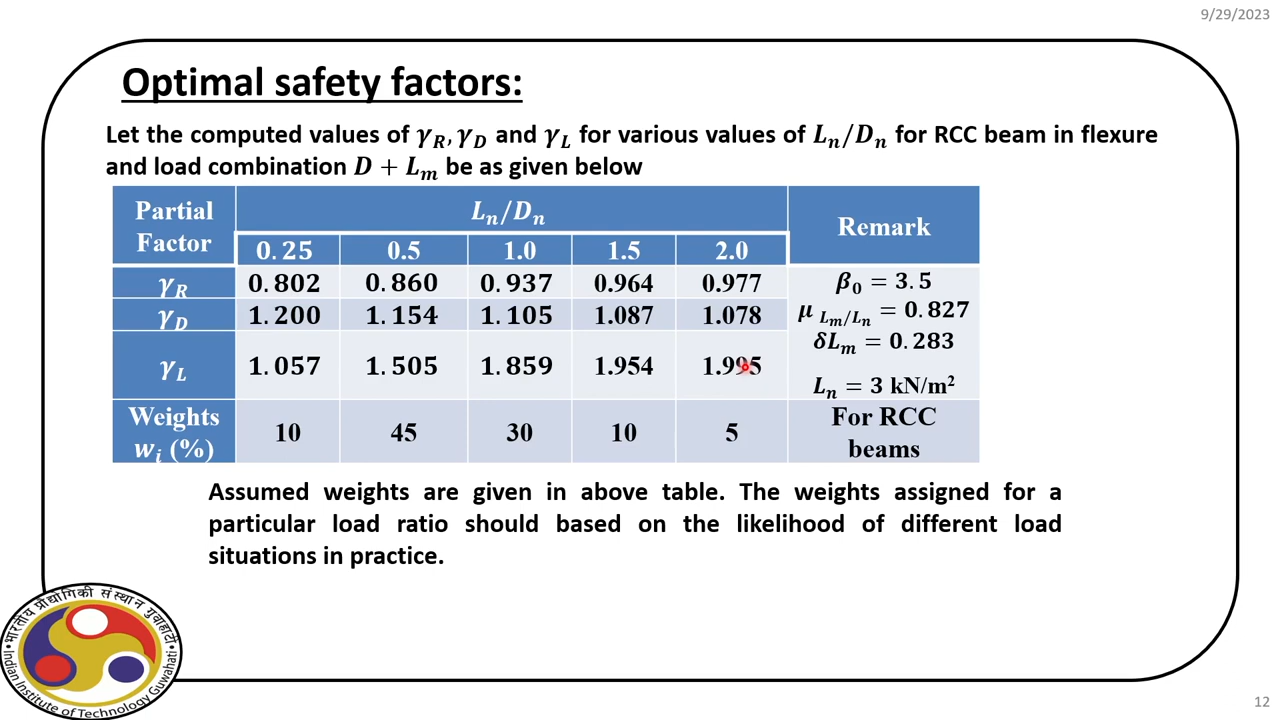 9/29/2023
Optimal safety factors:
Let the computed values of γ_R, γ_D and γ_L for various values of L_n/D_n for RCC beam in flexure
and load combination D + L_m be as given below
Partial Factor | L_n/D_n | Remark
0.25 | 0.5 | 1.0 | 1.5 | 2.0
γ_R | 0.802 | 0.860 | 0.937 | 0.964 | 0.977 | β_0 = 3.5
γ_D | 1.200 | 1.154 | 1.105 | 1.087 | 1.078 | μ_{L_m/L_n} = 0.827
δL_m = 0.283
γ_L | 1.057 | 1.505 | 1.859 | 1.954 | 1.995
L_n = 3 kN/m²
Weights w_i (%) | 10 | 45 | 30 | 10 | 5 | For RCC beams
Assumed weights are given in above table. The weights assigned for a
particular load ratio should based on the likelihood of different load
situations in practice.
भारतीय प्रौद्योगिकी संस्थान गुवाहाटी
Indian Institute of Technology Guwahati
12